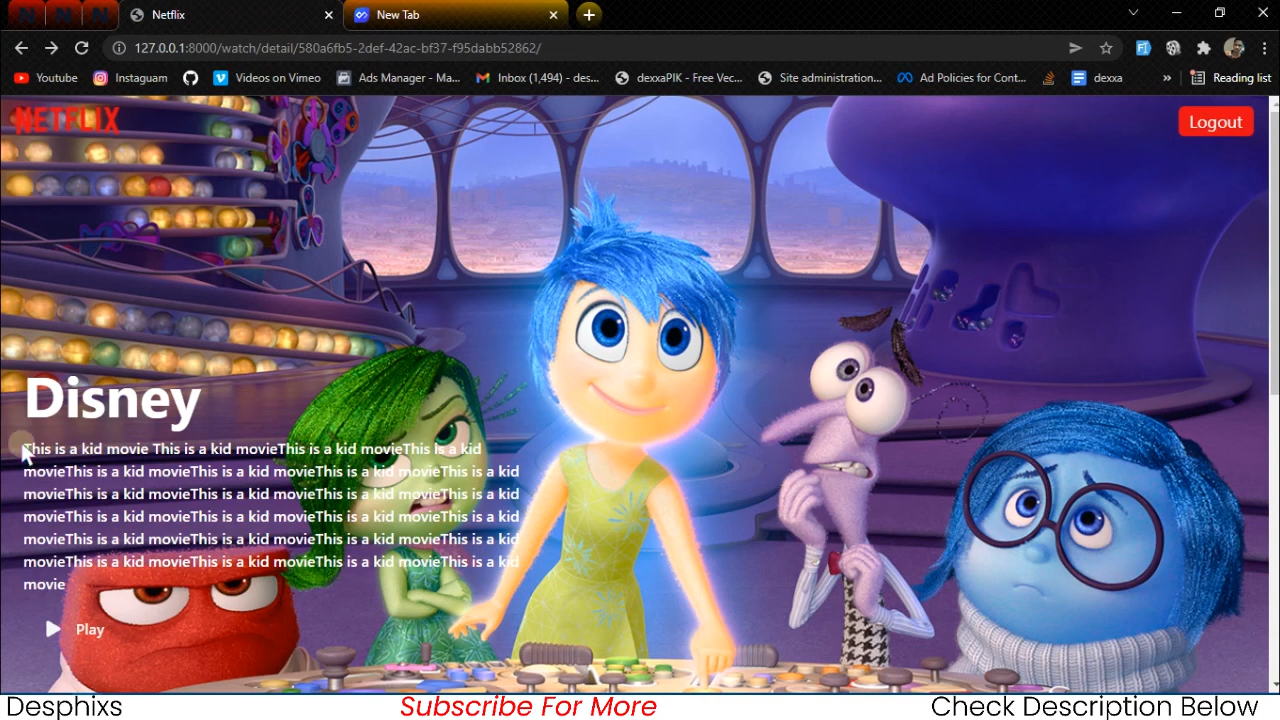 Netflix
New Tab
127.0.0.1:8000/watch/detail/580a6fb5-2def-42ac-bf37-f95dabb52862/
Youtube
Instaguam
Videos on Vimeo
Ads Manager - Ma...
Inbox (1,494) - des...
dexxaPIK - Free Vec...
Site administration...
Ad Policies for Cont...
dexxa
»
Reading list
NETFLIX
Logout
Disney
This is a kid movie This is a kid movieThis is a kid movieThis is a kid
movieThis is a kid movieThis is a kid movieThis is a kid movieThis is a kid
movieThis is a kid movieThis is a kid movieThis is a kid movieThis is a kid
movieThis is a kid movieThis is a kid movieThis is a kid movieThis is a kid
movieThis is a kid movieThis is a kid movieThis is a kid movieThis is a kid
movieThis is a kid movieThis is a kid movieThis is a kid movieThis is a kid
movie
Play
Desphixs
Subscribe For More
Check Description Below